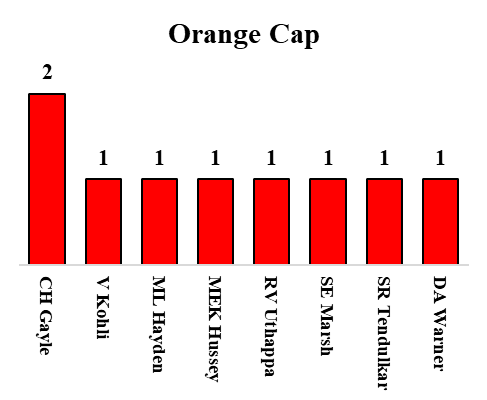 Orange Cap
2
1
1
1
1
1
1
1
CH Gayle
V Kohli
ML Hayden
MEK Hussey
RV Uthappa
SE Marsh
SR Tendulkar
DA Warner